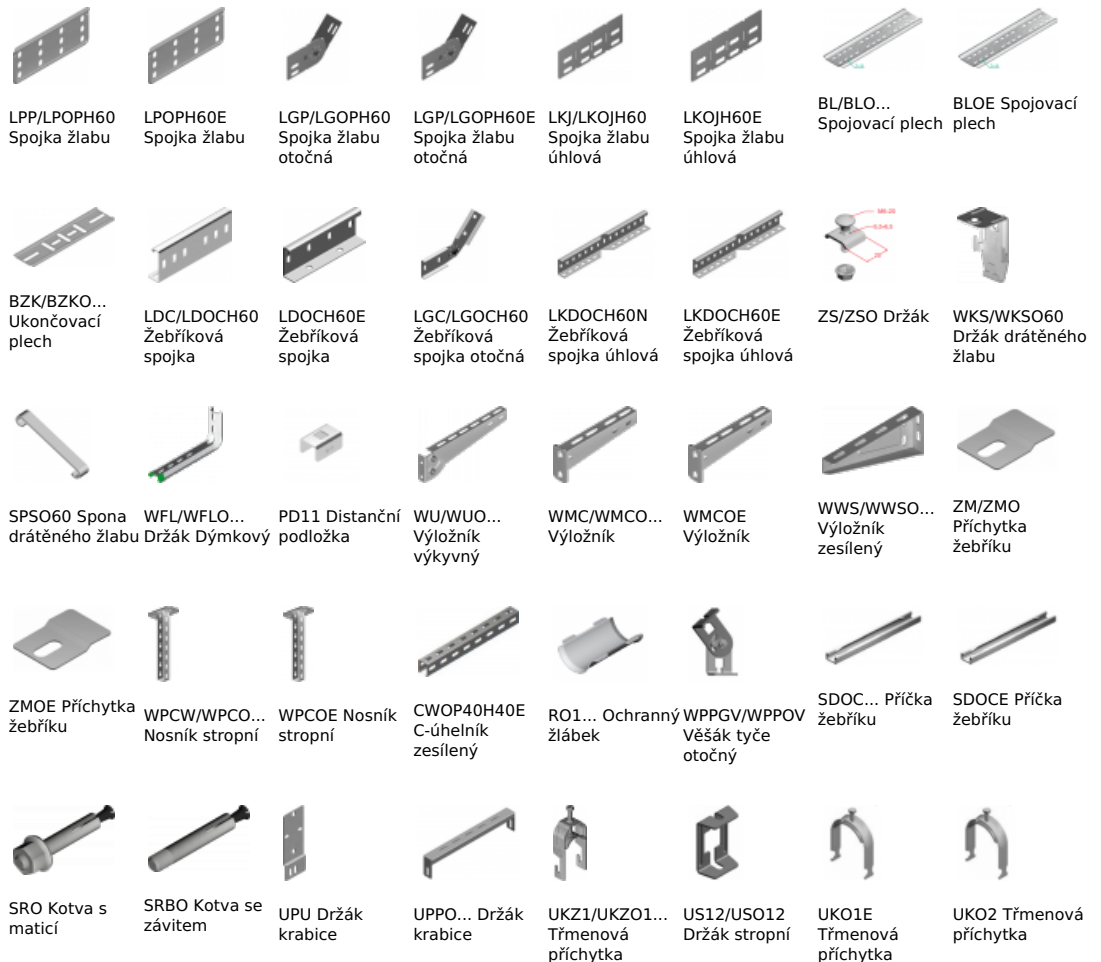 LPP/LPOPH60
Spojka žlabu
LPOPH60E
Spojka žlabu
LGP/LGOPH60
Spojka žlabu
otočná
LGP/LGOPH60E
Spojka žlabu
otočná
LKJ/LKOJH60
Spojka žlabu
úhlová
LKOJH60E
Spojka žlabu
úhlová
BL/BLO...
Spojovací plech
BLOE Spojovací
plech
BZK/BZKO...
Ukončovací
plech
LDC/LDOCH60
Žebříková
spojka
LDOCH60E
Žebříková
spojka
LGC/LGOCH60
Žebříková
spojka otočná
LKDOCH60N
Žebříková
spojka úhlová
LKDOCH60E
Žebříková
spojka úhlová
ZS/ZSO Držák
WKS/WKSO60
Držák drátěného
žlabu
SPSO60 Spona
drátěného žlabu
WFL/WFLO...
Držák Dýmkový
PD11 Distanční
podložka
WU/WUO...
Výložník
výkyvný
WMC/WMCO...
Výložník
WMCOE
Výložník
WWS/WWSO...
Výložník
zesílený
ZM/ZMO
Příchytka
žebříku
ZMOE Příchytka
žebříku
WPCW/WPCO...
Nosník stropní
WPCOE Nosník
stropní
CWOP40H40E
C-úhelník
zesílený
RO1... Ochranný
žlábek
WPPGV/WPPOV
Věšák tyče
otočný
SDOC... Příčka
žebříku
SDOCE Příčka
žebříku
SRO Kotva s
maticí
SRBO Kotva se
závitem
UPU Držák
krabice
UPPO... Držák
krabice
UKZ1/UKZO1...
Třmenová
příchytka
US12/USO12
Držák stropní
UKO1E
Třmenová
příchytka
UKO2 Třmenová
příchytka